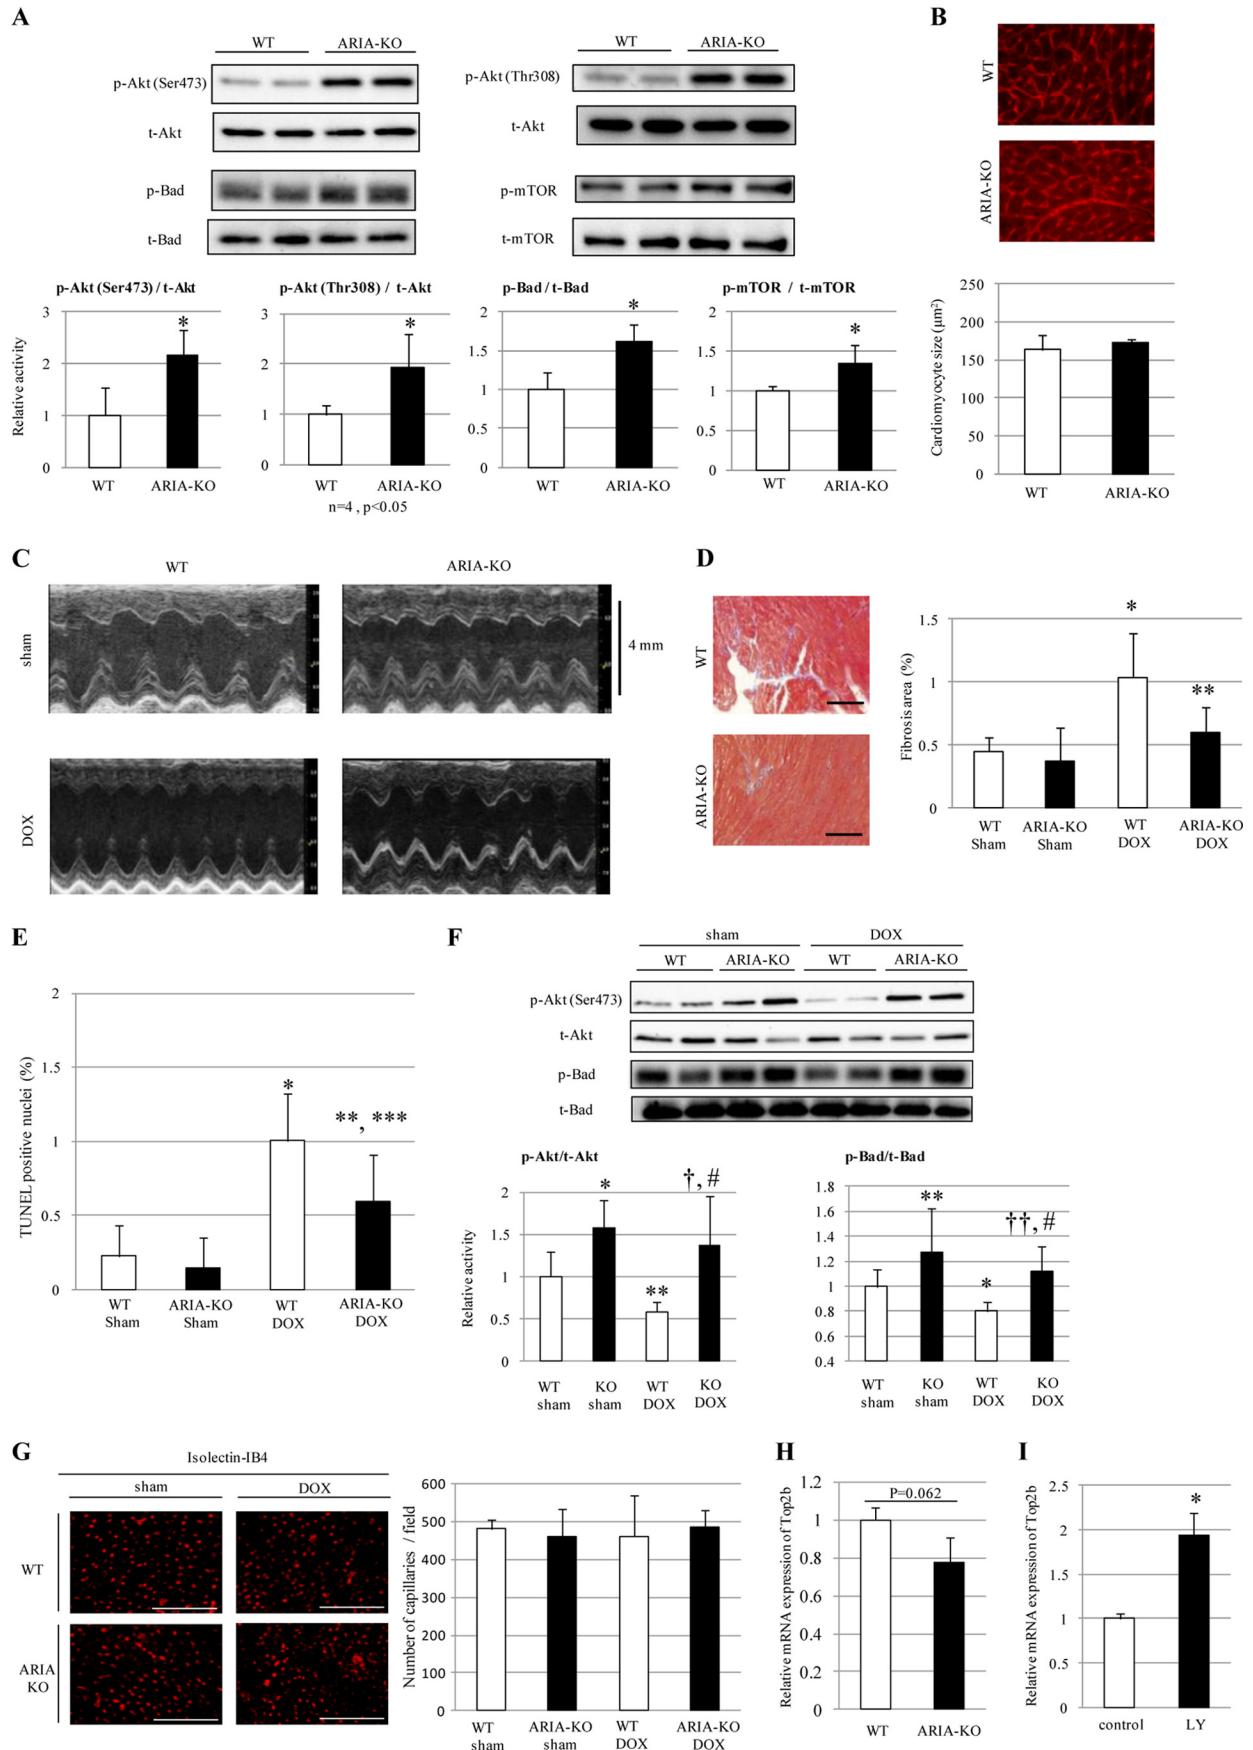 A
WT ARIA-KO
p-Akt (Ser473)
t-Akt
p-Bad
t-Bad
WT ARIA-KO
p-Akt (Thr308)
t-Akt
p-mTOR
t-mTOR
B
WT
ARIA-KO
p-Akt (Ser473) / t-Akt
Relative activity
3
2
1
0
WT ARIA-KO
*
p-Akt (Thr308) / t-Akt
3
2
1
0
WT ARIA-KO
*
n=4 , p<0.05
p-Bad / t-Bad
2
1.5
1
0.5
0
WT ARIA-KO
*
p-mTOR / t-mTOR
2
1.5
1
0.5
0
WT ARIA-KO
*
Cardiomyocyte size (μm²)
250
200
150
100
50
0
WT ARIA-KO
C
WT ARIA-KO
sham
4 mm
DOX
D
WT
ARIA-KO
Fibrosis area (%)
1.5
1
0.5
0
*
**
WT Sham
ARIA-KO Sham
WT DOX
ARIA-KO DOX
E
TUNEL positive nuclei (%)
2
1.5
1
0.5
0
*
**, ***
WT Sham
ARIA-KO Sham
WT DOX
ARIA-KO DOX
F
sham DOX
WT ARIA-KO WT ARIA-KO
p-Akt (Ser473)
t-Akt
p-Bad
t-Bad
p-Akt/t-Akt
Relative activity
2
1.5
1
0.5
0
*
**
†, #
WT sham
KO sham
WT DOX
KO DOX
p-Bad/t-Bad
1.8
1.6
1.4
1.2
1
0.8
0.6
0.4
**
*
††, #
WT sham
KO sham
WT DOX
KO DOX
G
Isolectin-IB4
sham DOX
WT
ARIA KO
Number of capillaries / field
600
500
400
300
200
100
0
WT sham
ARIA-KO sham
WT DOX
ARIA-KO DOX
H
Relative mRNA expression of Top2b
1.2
1
0.8
0.6
0.4
0.2
0
P=0.062
WT ARIA-KO
I
Relative mRNA expression of Top2b
2.5
2
1.5
1
0.5
0
*
control LY